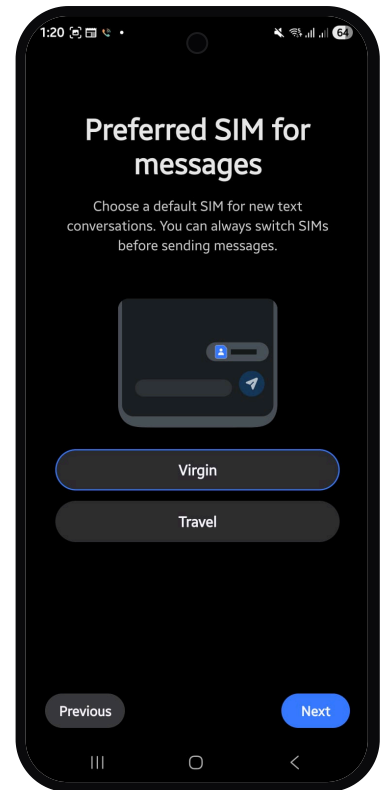 1:20
64
Preferred SIM for
messages
Choose a default SIM for new text
conversations. You can always switch SIMs
before sending messages.
Virgin
Travel
Previous
Next